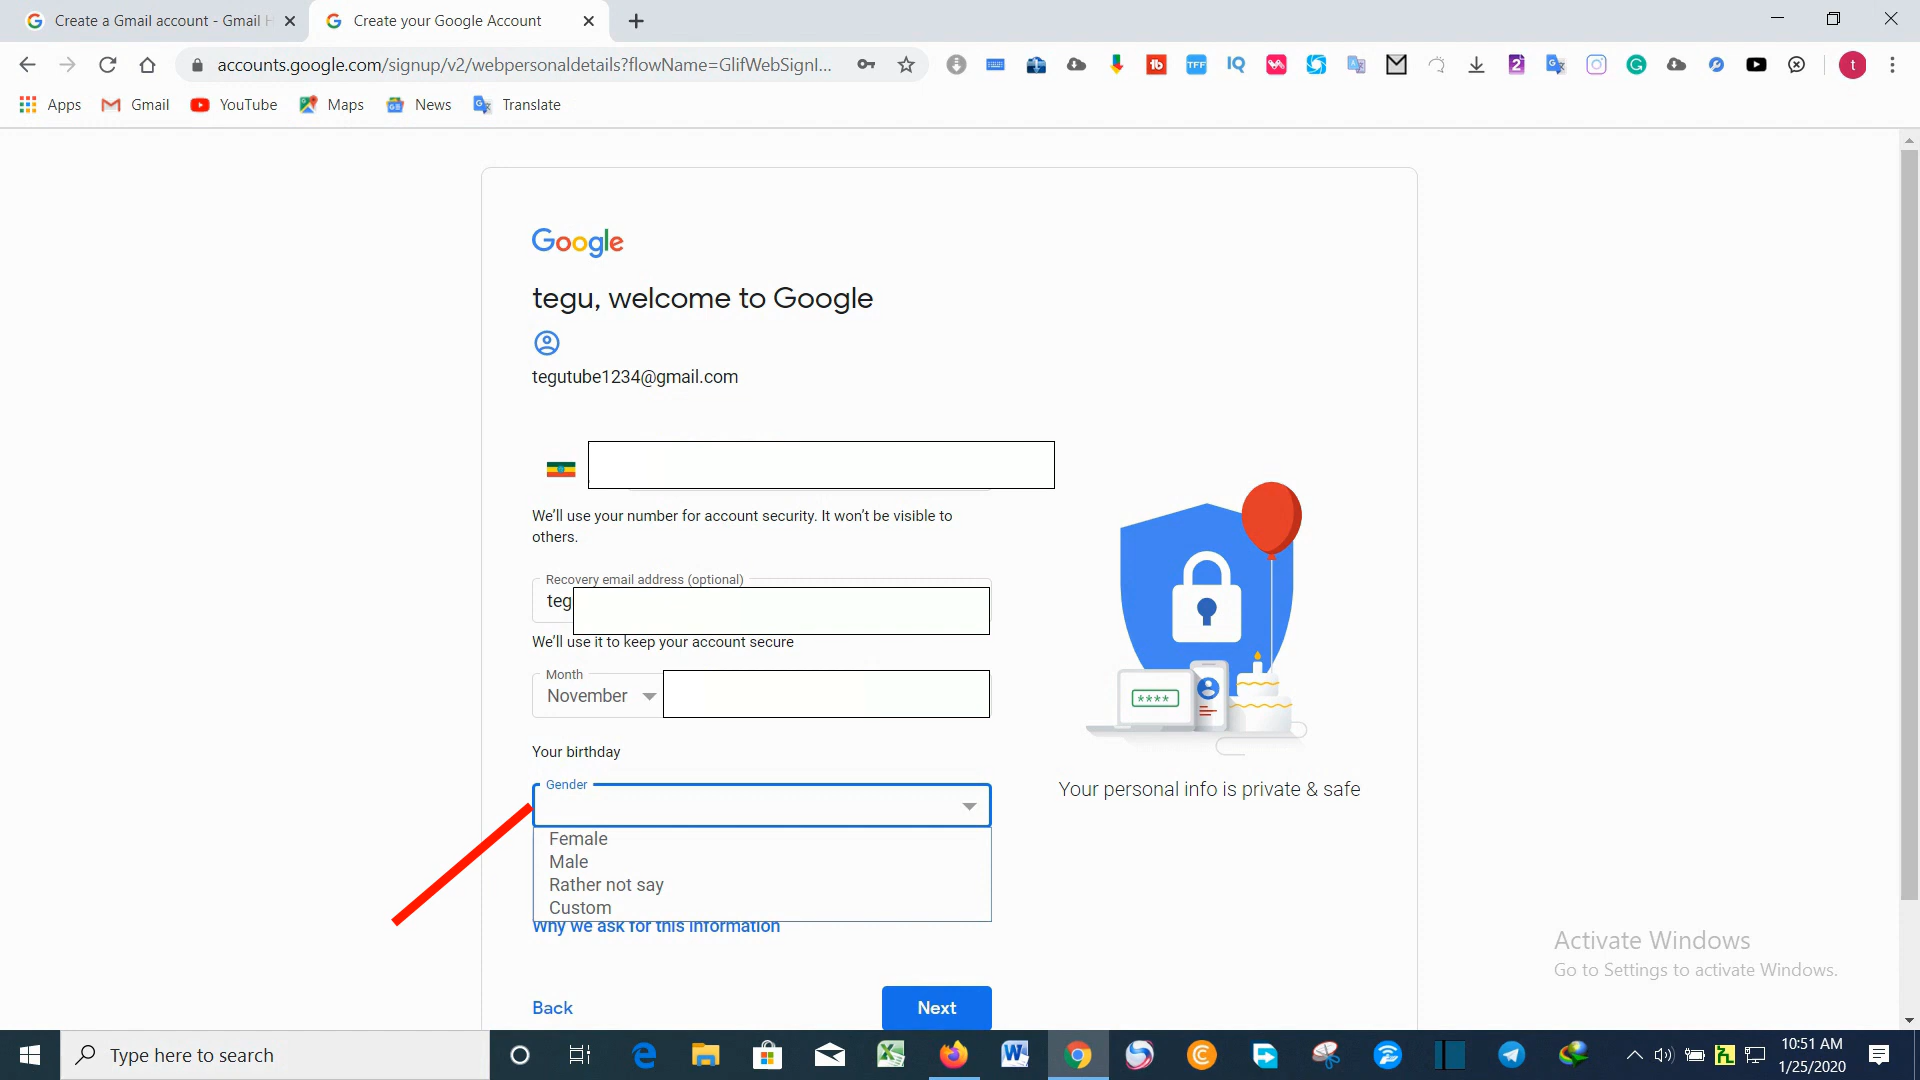 Create a Gmail account - Gmail H
Create your Google Account
accounts.google.com/signup/v2/webpersonaldetails?flowName=GlifWebSignI...
TFF
IQ
t
Apps
Gmail
YouTube
Maps
News
Translate
Google
tegu, welcome to Google
tegutube1234@gmail.com
We'll use your number for account security. It won't be visible to
others.
Recovery email address (optional)
teg
We'll use it to keep your account secure
Month
November
Your birthday
Gender
Female
Male
Rather not say
Custom
Why we ask for this information
****
Your personal info is private & safe
Back
Next
Activate Windows
Go to Settings to activate Windows.
Type here to search
10:51 AM
1/25/2020